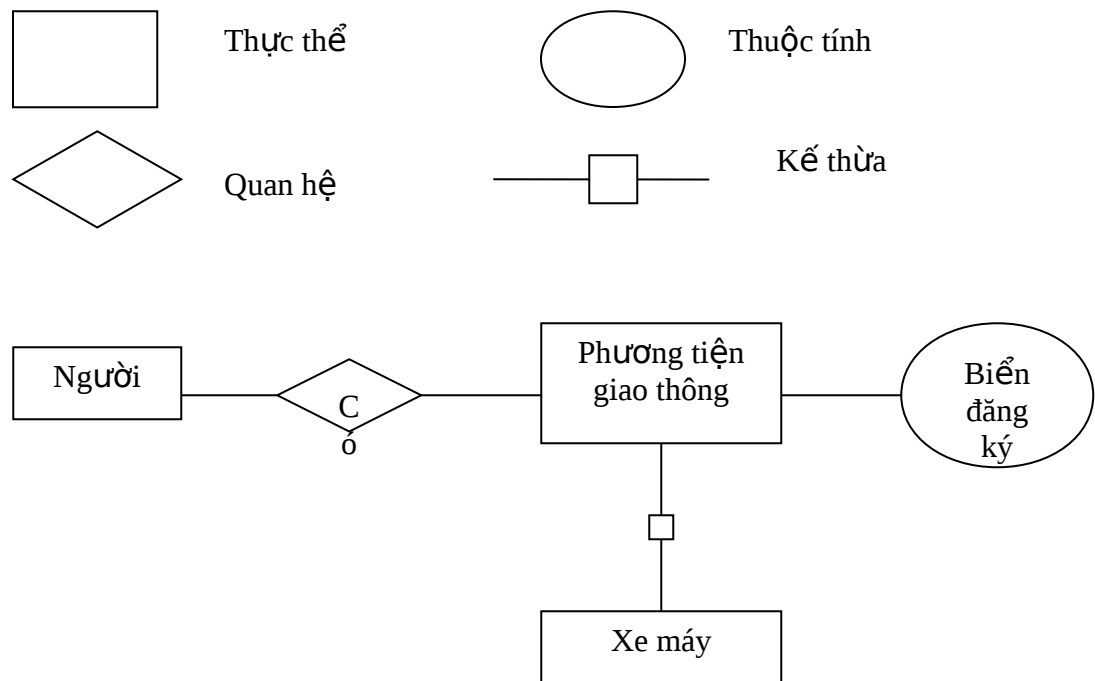 Thực thể
Thuộc tính
Quan hệ
Kế thừa
Người
C
ó
Phương tiện
giao thông
Biển
đăng
ký
Xe máy